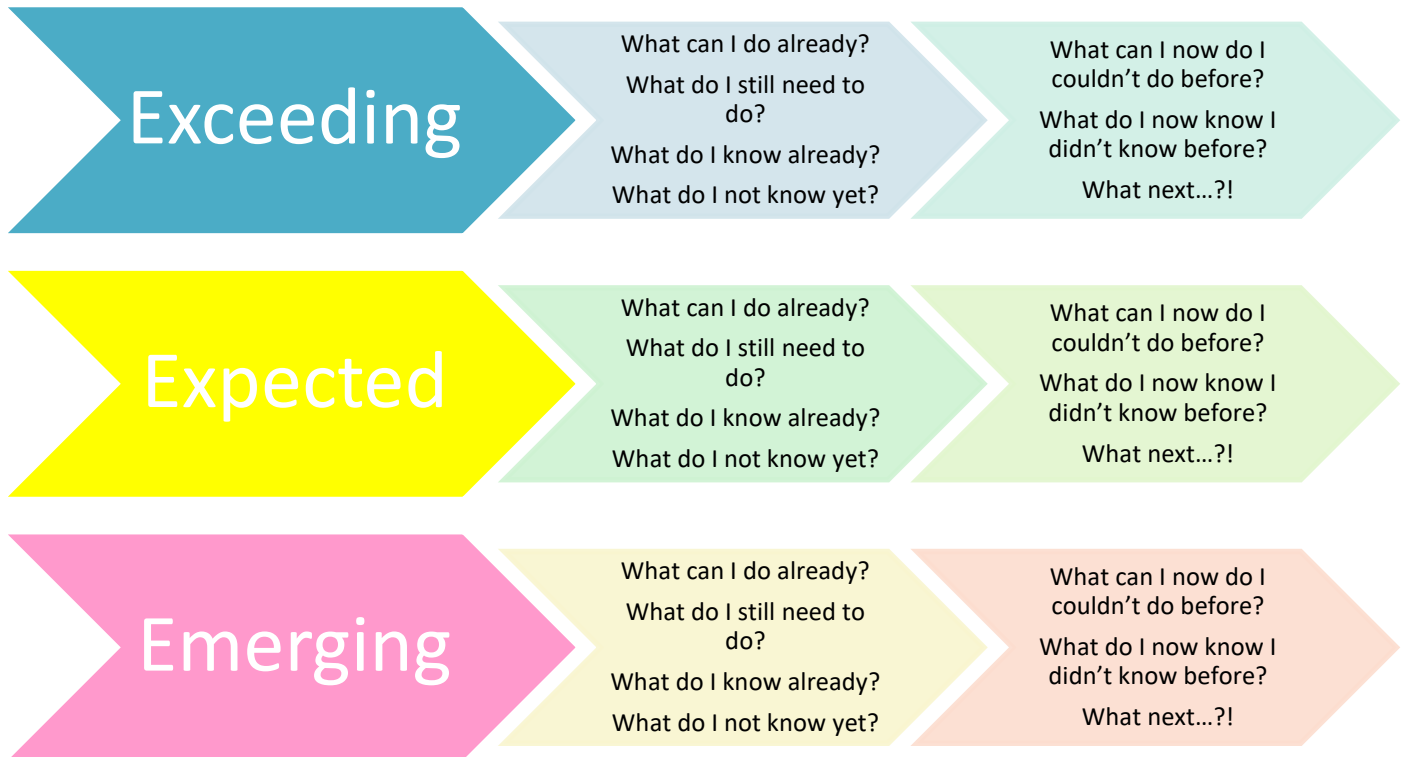 Exceeding
What can I do already?
What do I still need to
do?
What do I know already?
What do I not know yet?
What can I now do I
couldn’t do before?
What do I now know I
didn’t know before?
What next…?!
Expected
What can I do already?
What do I still need to
do?
What do I know already?
What do I not know yet?
What can I now do I
couldn’t do before?
What do I now know I
didn’t know before?
What next…?!
Emerging
What can I do already?
What do I still need to
do?
What do I know already?
What do I not know yet?
What can I now do I
couldn’t do before?
What do I now know I
didn’t know before?
What next…?!